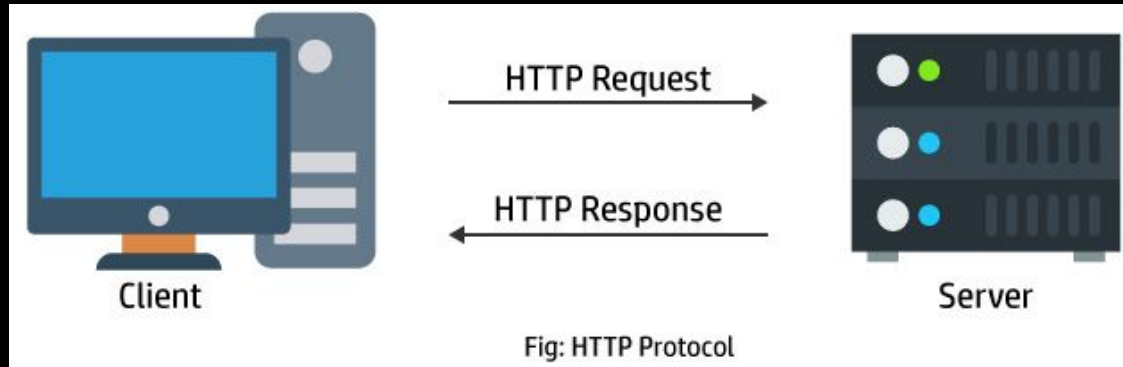 HTTP Request
HTTP Response
Client
Server
Fig: HTTP Protocol